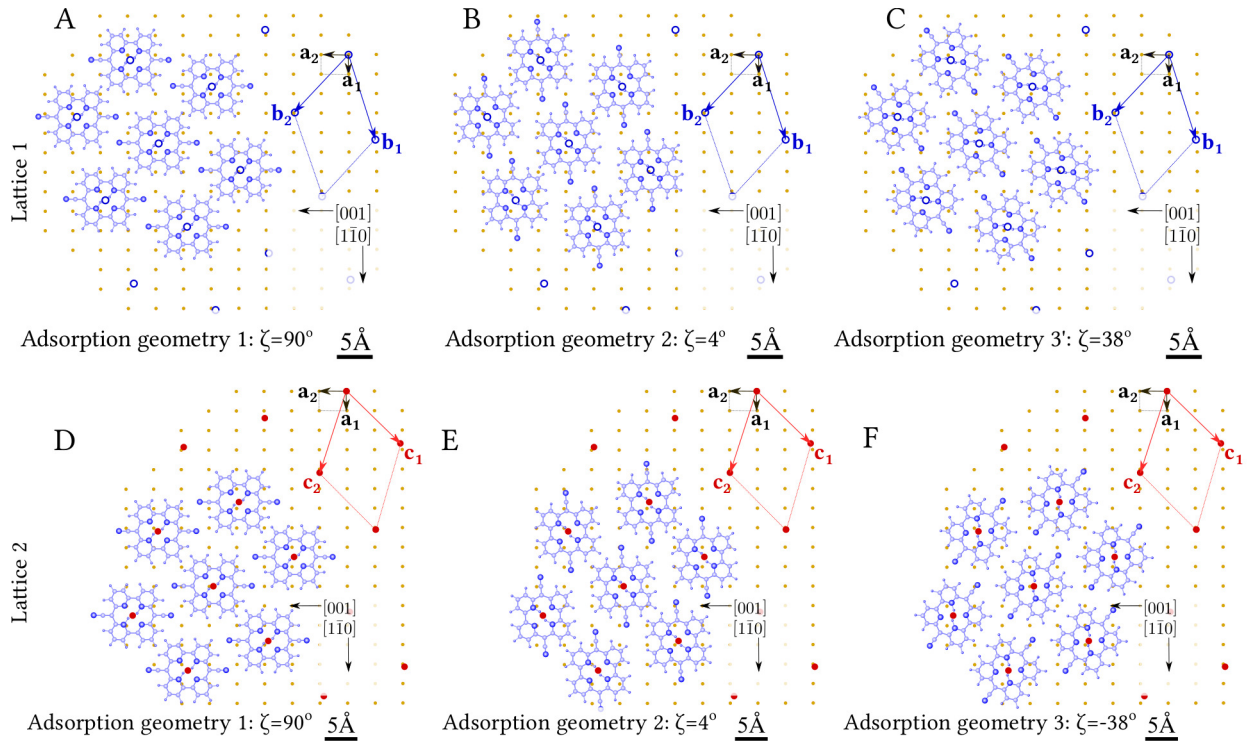 A
a₂
a₁
b₂
b₁
[001]
[11̄0]
Adsorption geometry 1: ζ=90°
5Å
B
a₂
a₁
b₂
b₁
[001]
[11̄0]
Adsorption geometry 2: ζ=4°
5Å
C
a₂
a₁
b₂
b₁
[001]
[11̄0]
Adsorption geometry 3': ζ=38°
5Å
Lattice 1
D
a₂
a₁
c₁
c₂
[001]
[11̄0]
Adsorption geometry 1: ζ=90°
5Å
E
a₂
a₁
c₁
c₂
[001]
[11̄0]
Adsorption geometry 2: ζ=4°
5Å
F
a₂
a₁
c₁
c₂
[001]
[11̄0]
Adsorption geometry 3: ζ=-38°
5Å
Lattice 2